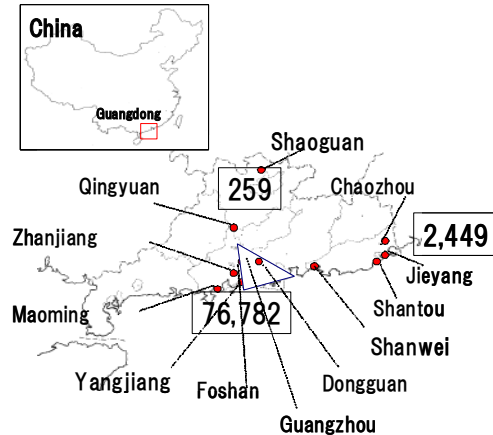 China
Guangdong
Shaoguan
Qingyuan
259
Chaozhou
Zhanjiang
2,449
Jieyang
Maoming
76,782
Shantou
Shanwei
Yangjiang
Foshan
Dongguan
Guangzhou